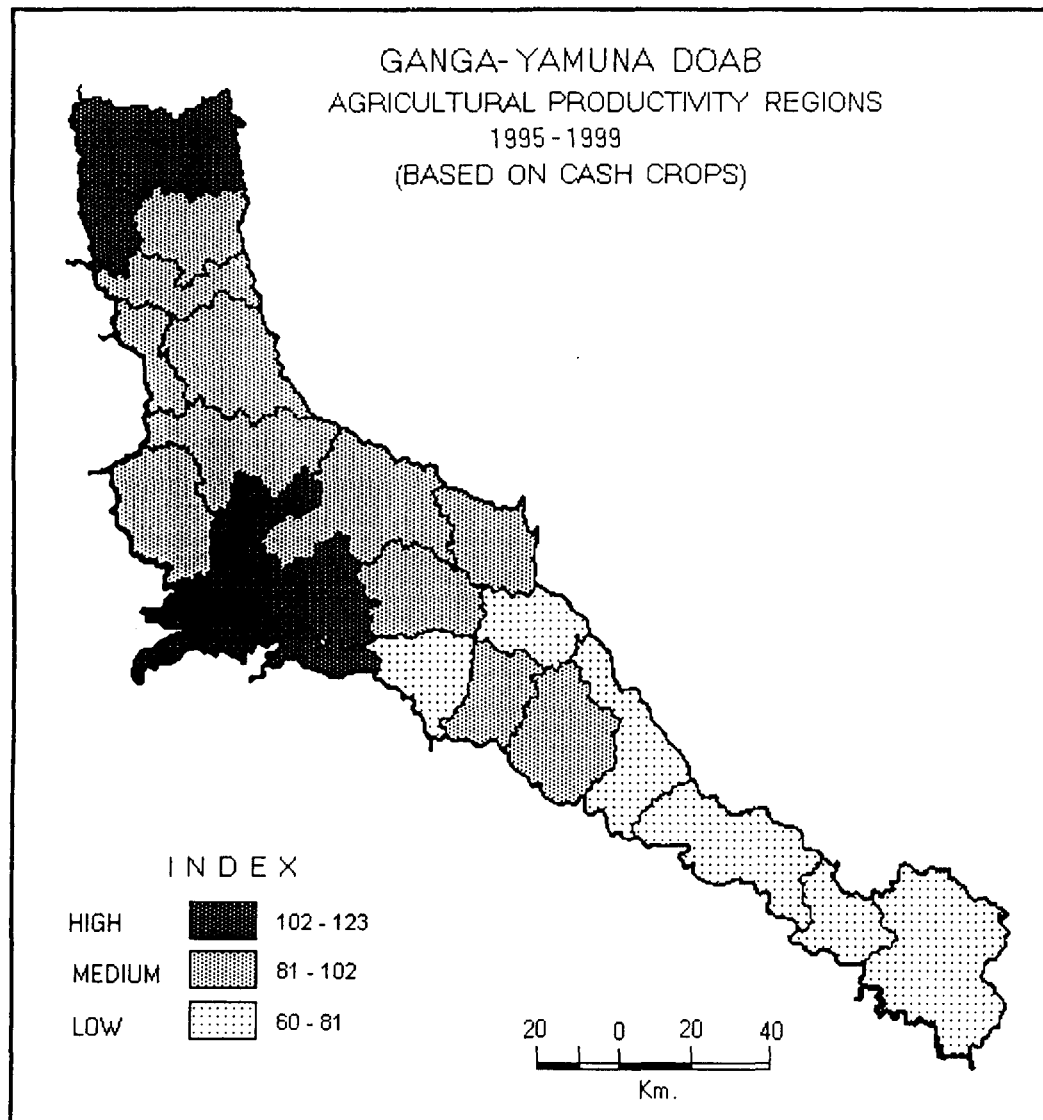 GANGA-YAMUNA DOAB
AGRICULTURAL PRODUCTIVITY REGIONS
1995-1999
(BASED ON CASH CROPS)
INDEX
HIGH 102-123
MEDIUM 81-102
LOW 60-81
20 0 20 40
Km.